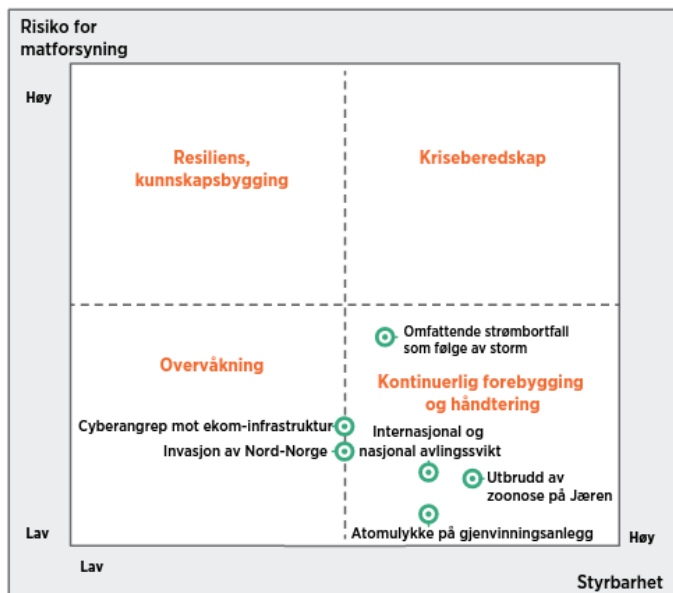 Risiko for
matforsyning
Høy
Resiliens,
kunnskapsbygging
Kriseberedskap
Omfattende strømbortfall
som følge av storm
Overvåkning
Kontinuerlig forebygging
og håndtering
Cyberangrep mot ekom-infrastruktur
Internasjonal og
nasjonal avlingssvikt
Invasjon av Nord-Norge
Utbrudd av
zoonose på Jæren
Atomulykke på gjenvinningsanlegg
Lav
Høy
Lav
Styrbarhet